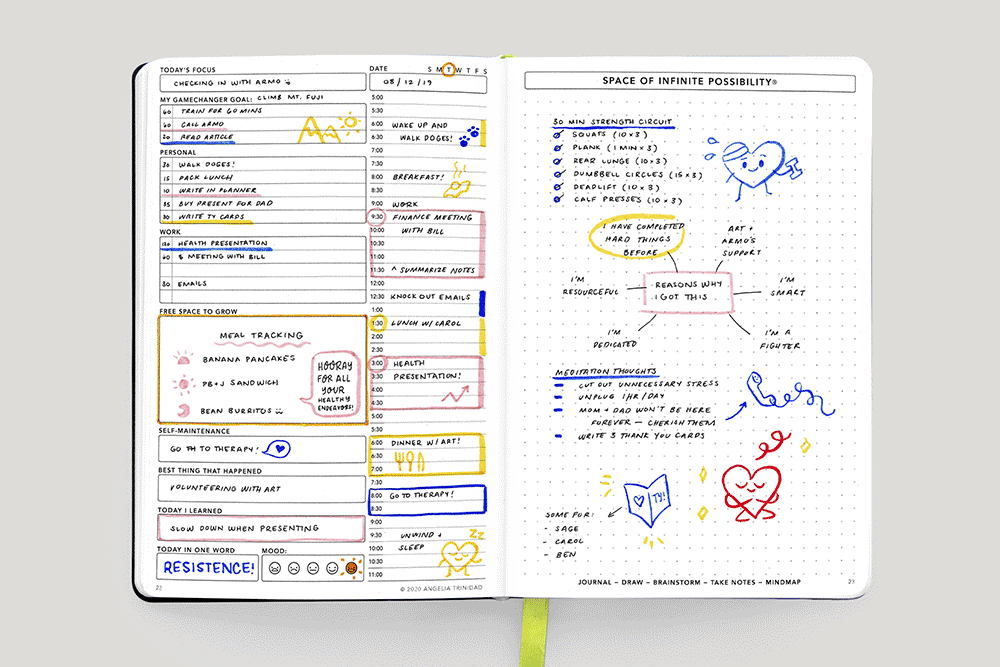 TODAY'S FOCUS
CHECKING IN WITH ARMO
MY GAMECHANGER GOAL: CLIMB MT. FUJI
60 TRAIN FOR 60 MINS
60 CALL ARMO
20 READ ARTICLE
PERSONAL
30 WALK DOGES!
15 PACK LUNCH
10 WRITE IN PLANNER
35 BUY PRESENT FOR DAD
30 WRITE TY CARDS
WORK
120 HEALTH PRESENTATION
60 $ MEETING WITH BILL
30 EMAILS
FREE SPACE TO GROW
MEAL TRACKING
BANANA PANCAKES
PB+J SANDWICH
BEAN BURRITOS
HOORAY
FOR ALL
YOUR
HEALTHY
ENDEAVORS!
SELF-MAINTENANCE
GO TO THERAPY!
BEST THING THAT HAPPENED
VOLUNTEERING WITH ART
TODAY I LEARNED
SLOW DOWN WHEN PRESENTING
TODAY IN ONE WORD
RESISTENCE!
MOOD:
DATE S M T W T F S
08/12/19
5:00
5:30
6:00 WAKE UP AND
6:30 WALK DOGES!
7:00
7:30
8:00 BREAKFAST!
8:30
9:00 WORK
9:30 FINANCE MEETING
10:00 WITH BILL
10:30
11:00
11:30 ^ SUMMARIZE NOTES
12:00
12:30 KNOCK OUT EMAILS
1:00
1:30 LUNCH W/ CAROL
2:00
2:30
3:00 HEALTH
3:30 PRESENTATION!
4:00
4:30
5:00
5:30
6:00 DINNER W/ ART!
6:30
7:00
7:30
8:00 GO TO THERAPY!
8:30
9:00
9:30 UNWIND +
10:00 SLEEP
10:30
11:00
ZZ
22
© 2020 ANGELIA TRINIDAD
SPACE OF INFINITE POSSIBILITY®
30 MIN STRENGTH CIRCUIT
SQUATS (10×3)
PLANK (1 MIN × 3)
REAR LUNGE (10×3)
DUMBBELL CIRCLES (15×3)
DEADLIFT (10×3)
CALF PRESSES (10×3)
I HAVE COMPLETED
HARD THINGS
BEFORE
ART +
ARMO'S
SUPPORT
I'M
RESOURCEFUL
REASONS WHY
I GOT THIS
I'M
SMART
I'M
DEDICATED
I'M A
FIGHTER
MEDITATION THOUGHTS
- CUT OUT UNNECESSARY STRESS
- UNPLUG 1HR/DAY
- MOM + DAD WON'T BE HERE
FOREVER — CHERISH THEM
- WRITE 3 THANK YOU CARDS
TY!
SOME FOR:
- SAGE
- CAROL
- BEN
JOURNAL – DRAW – BRAINSTORM – TAKE NOTES – MINDMAP
23